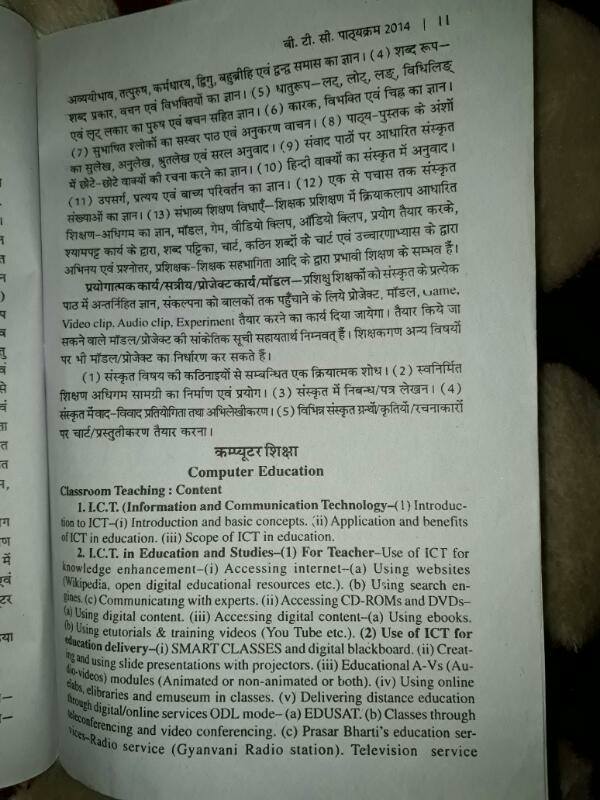 बी. टी. सी. पाठ्यक्रम 2014 | 11
अव्ययीभाव, तत्पुरुष, कर्मधारय, द्विगु, बहुब्रीहि एवं द्वन्द्व समास का ज्ञान। (4) शब्द रूप–
शब्द प्रकार, वचन एवं विभक्तियों का ज्ञान। (5) धातुरूप–लट्, लोट्, लङ्, विधिलिङ्
एवं लृट् लकार का पुरुष एवं वचन सहित ज्ञान। (6) कारक, विभक्ति एवं चिह्न का ज्ञान।
(7) सुभाषित श्लोकों का सस्वर पाठ एवं अनुकरण वाचन। (8) पाठ्य-पुस्तक के अंशों
का सुलेख, अनुलेख, श्रुतलेख एवं सरल अनुवाद। (9) संवाद पाठों पर आधारित संस्कृत
में छोटे-छोटे वाक्यों की रचना करने का ज्ञान। (10) हिन्दी वाक्यों का संस्कृत में अनुवाद।
(11) उपसर्ग, प्रत्यय एवं वाच्य परिवर्तन का ज्ञान। (12) एक से पचास तक संस्कृत
संख्याओं का ज्ञान। (13) संभाव्य शिक्षण विधाएँ–शिक्षक प्रशिक्षण में क्रियाकलाप आधारित
शिक्षण-अधिगम का ज्ञान, मॉडल, गेम, वीडियो क्लिप, ऑडियो क्लिप, प्रयोग तैयार करके,
श्यामपट्ट कार्य के द्वारा, शब्द पट्टिका, चार्ट, कठिन शब्दों के चार्ट एवं उच्चारणाभ्यास के द्वारा
अभिनय एवं प्रश्नोत्तर, प्रशिक्षक-शिक्षक सहभागिता आदि के द्वारा प्रभावी शिक्षण के सम्भव हैं।
प्रयोगात्मक कार्य/सत्रीय/प्रोजेक्ट कार्य/मॉडल–प्रशिक्षु शिक्षकों को संस्कृत के प्रत्येक
पाठ में अन्तर्निहित ज्ञान, संकल्पना को बालकों तक पहुँचाने के लिये प्रोजेक्ट, मॉडल, Game,
Video clip, Audio clip, Experiment तैयार करने का कार्य दिया जायेगा। तैयार किये जा
सकने वाले मॉडल/प्रोजेक्ट की सांकेतिक सूची सहायतार्थ निम्नवत् हैं। शिक्षकगण अन्य विषयों
पर भी मॉडल/प्रोजेक्ट का निर्धारण कर सकते हैं।
(1) संस्कृत विषय की कठिनाइयों से सम्बन्धित एक क्रियात्मक शोध। (2) स्वनिर्मित
शिक्षण अधिगम सामग्री का निर्माण एवं प्रयोग। (3) संस्कृत में निबन्ध/पत्र लेखन। (4)
संस्कृत में वाद-विवाद प्रतियोगिता तथा अभिलेखीकरण। (5) विभिन्न संस्कृत ग्रन्थों/कृतियों/रचनाकारों
पर चार्ट/प्रस्तुतीकरण तैयार करना।
कम्प्यूटर शिक्षा
Computer Education
Classroom Teaching : Content
1. I.C.T. (Information and Communication Technology–(1) Introduc-
tion to ICT–(i) Introduction and basic concepts. (ii) Application and benefits
of ICT in education. (iii) Scope of ICT in education.
2. I.C.T. in Education and Studies–(1) For Teacher–Use of ICT for
knowledge enhancement–(i) Accessing internet–(a) Using websites
(Wikipedia, open digital educational resources etc.). (b) Using search en-
gines. (c) Communicating with experts. (ii) Accessing CD-ROMs and DVDs–
(a) Using digital content. (iii) Accessing digital content–(a) Using ebooks.
(b) Using etutorials & training videos (You Tube etc.). (2) Use of ICT for
education delivery–(i) SMART CLASSES and digital blackboard. (ii) Creat-
ing and using slide presentations with projectors. (iii) Educational A-Vs (Au-
dio-videos) modules (Animated or non-animated or both). (iv) Using online
elabs, elibraries and emuseum in classes. (v) Delivering distance education
through digital/online services ODL mode– (a) EDUSAT. (b) Classes through
teleconferencing and video conferencing. (c) Prasar Bharti's education ser-
vices–Radio service (Gyanvani Radio station). Television service